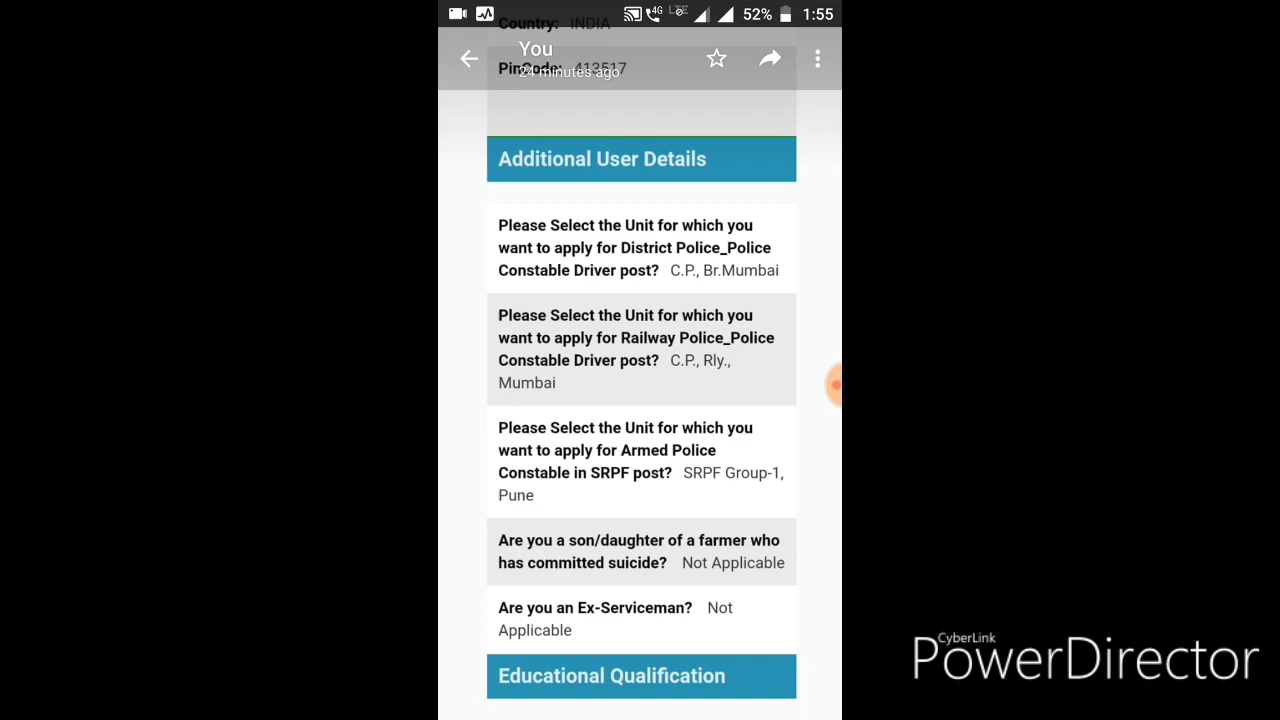 4G LTE 52% 1:55
Country: INDIA
You
PinCode: 413517
24 minutes ago
Additional User Details
Please Select the Unit for which you
want to apply for District Police_Police
Constable Driver post? C.P., Br.Mumbai
Please Select the Unit for which you
want to apply for Railway Police_Police
Constable Driver post? C.P., Rly.,
Mumbai
Please Select the Unit for which you
want to apply for Armed Police
Constable in SRPF post? SRPF Group-1,
Pune
Are you a son/daughter of a farmer who
has committed suicide? Not Applicable
Are you an Ex-Serviceman? Not
Applicable
Educational Qualification
CyberLink
PowerDirector